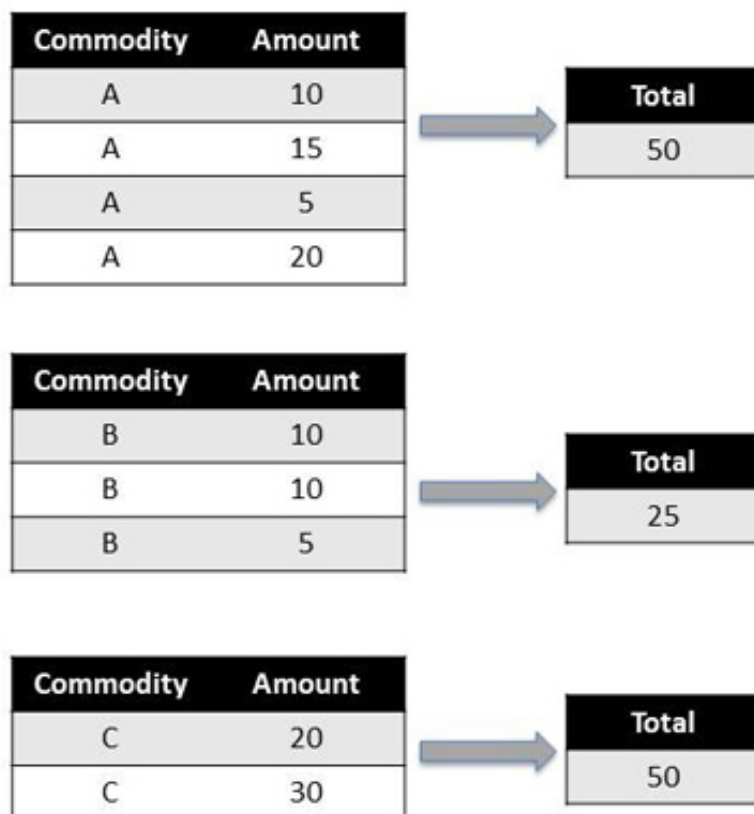 Commodity Amount
A 10
A 15
A 5
A 20
Total
50
Commodity Amount
B 10
B 10
B 5
Total
25
Commodity Amount
C 20
C 30
Total
50